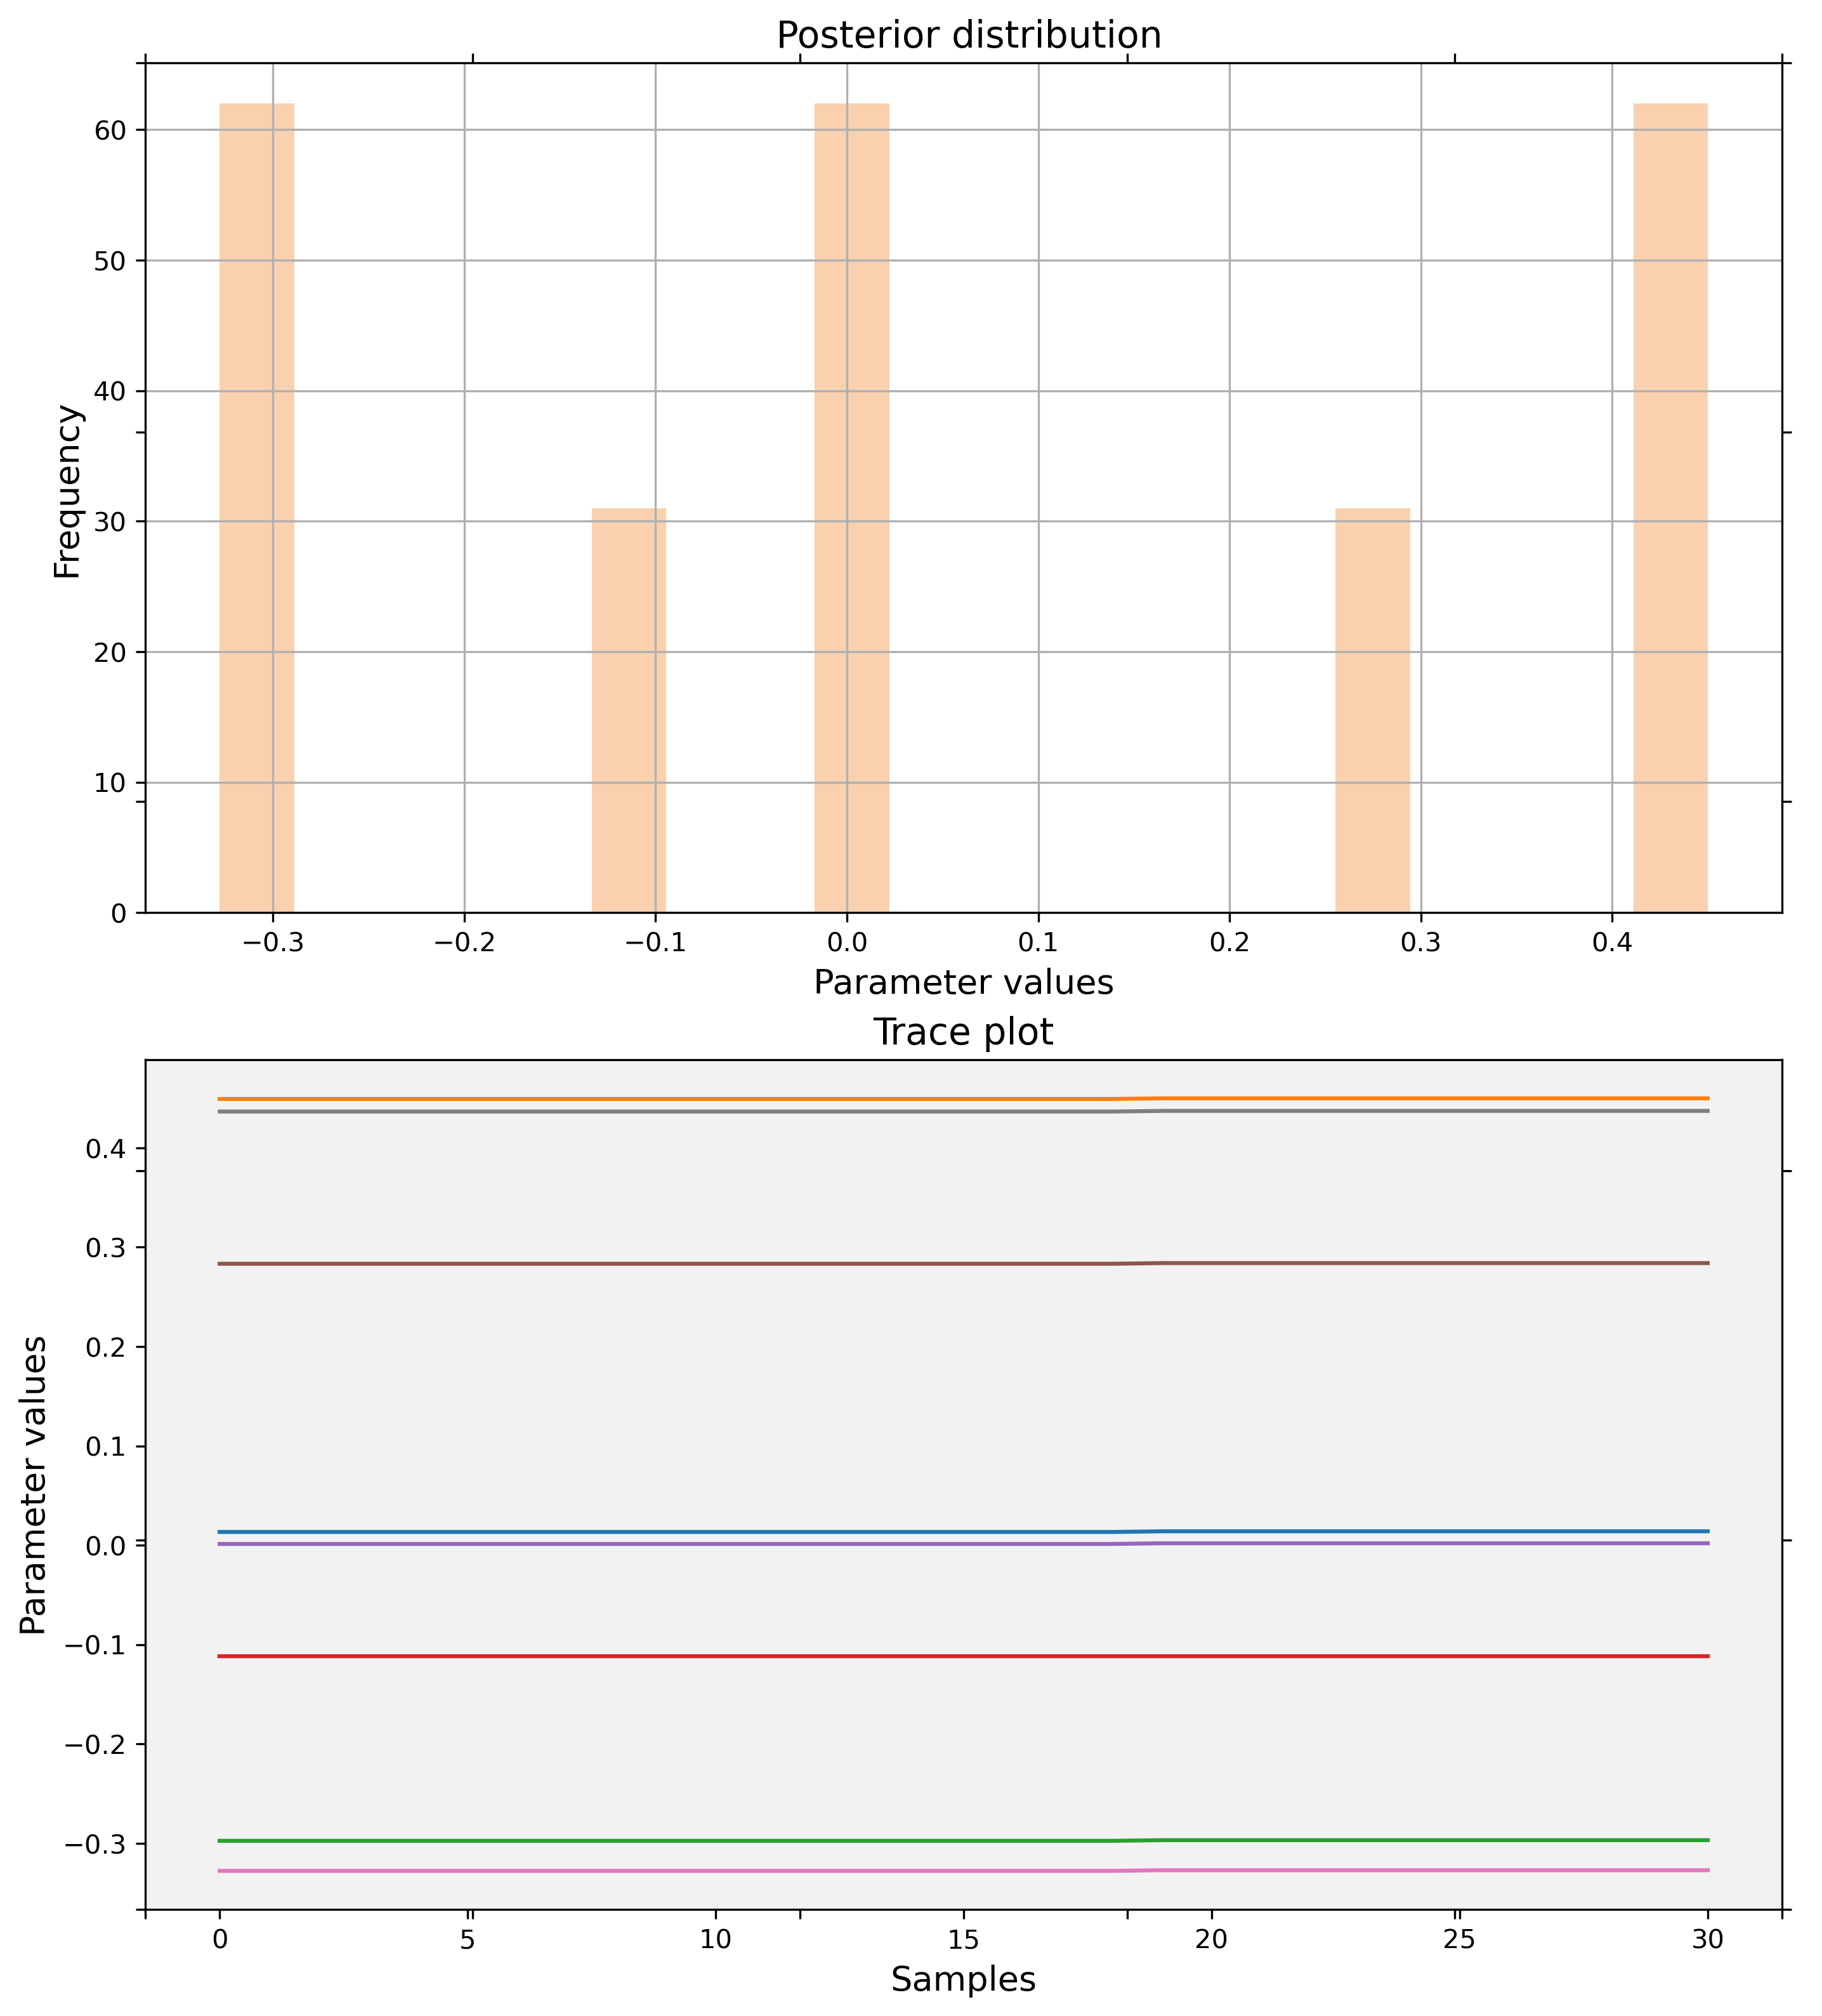 Posterior distribution
60
50
40
30
20
10
0
Frequency
−0.3 −0.2 −0.1 0.0 0.1 0.2 0.3 0.4
Parameter values
Trace plot
0.4
0.3
0.2
0.1
0.0
−0.1
−0.2
−0.3
Parameter values
0 5 10 15 20 25 30
Samples